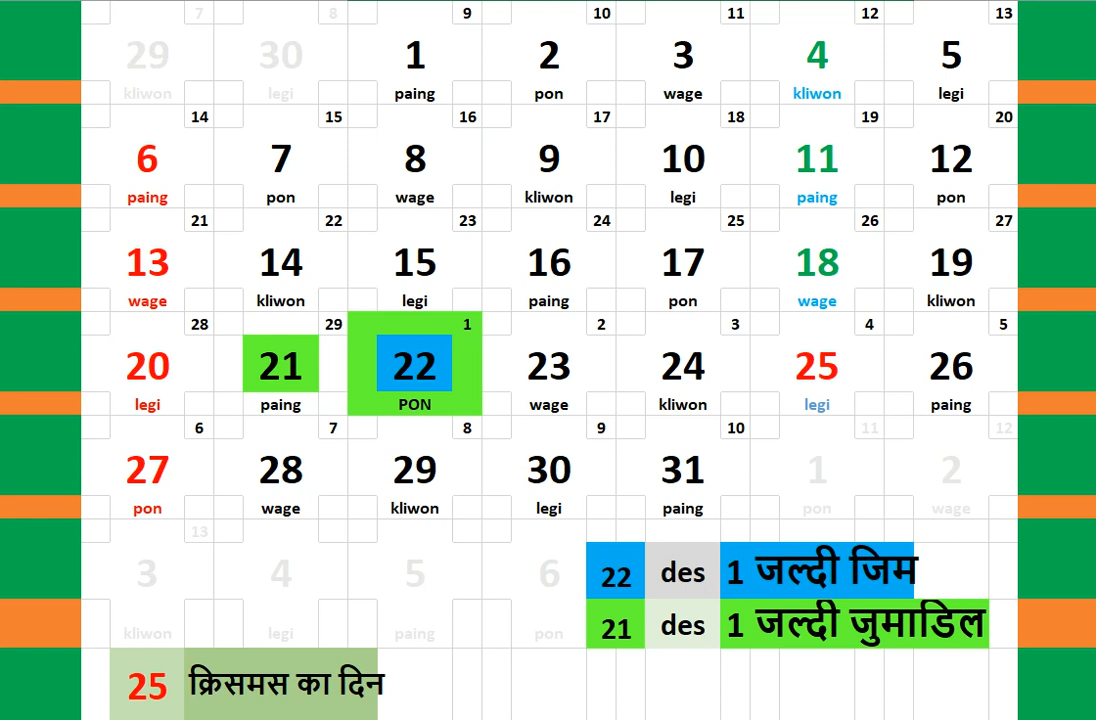 7 8 9 10 11 12 13
29 30 1 2 3 4 5
kliwon legi paing pon wage kliwon legi
14 15 16 17 18 19 20
6 7 8 9 10 11 12
paing pon wage kliwon legi paing pon
21 22 23 24 25 26 27
13 14 15 16 17 18 19
wage kliwon legi paing pon wage kliwon
28 29 1 2 3 4 5
20 21 22 23 24 25 26
legi paing PON wage kliwon legi paing
6 7 8 9 10 11 12
27 28 29 30 31 1 2
pon wage kliwon legi paing pon wage
13
3 4 5 6
kliwon legi paing pon
22 des 1 जल्दी जिम
21 des 1 जल्दी जुमाडिल
25 क्रिसमस का दिन